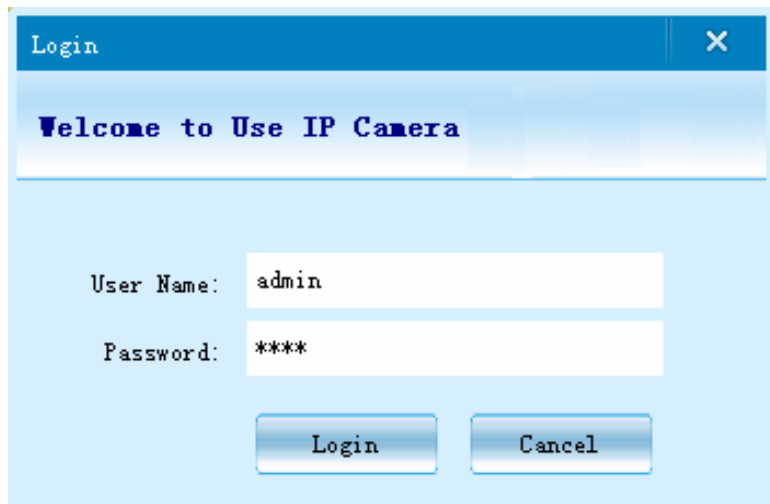 Login
Welcome to Use IP Camera
User Name: admin
Password: ****
Login Cancel